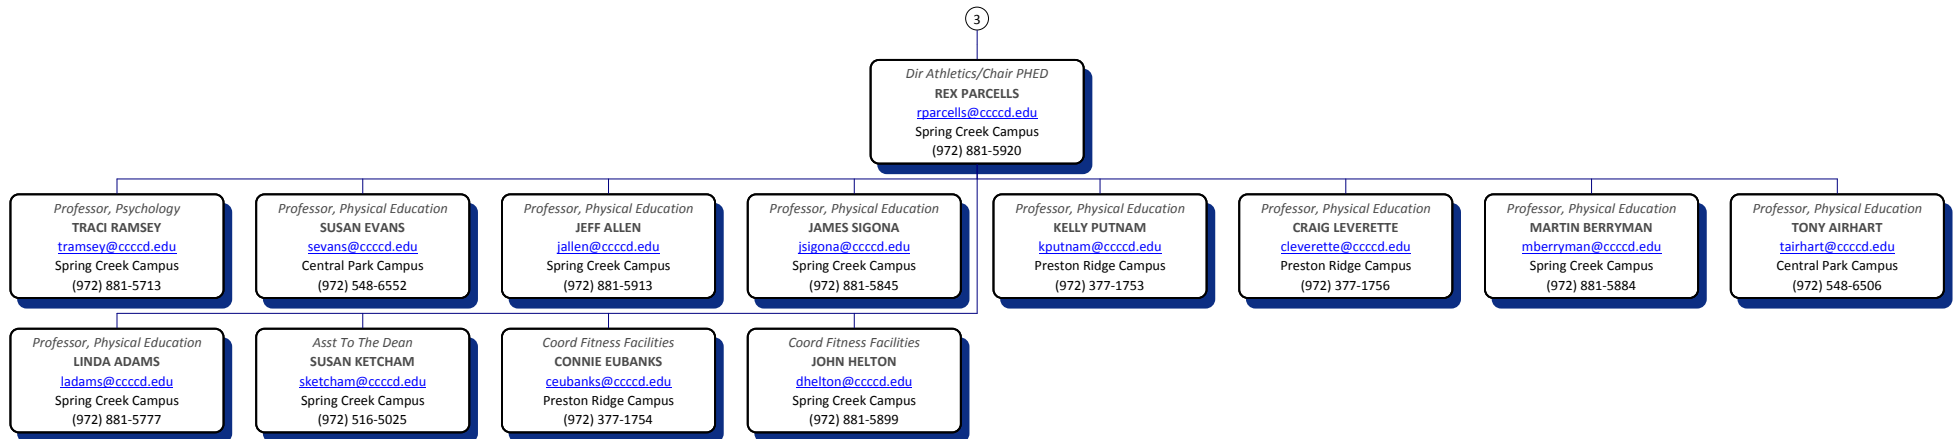 3
Dir Athletics/Chair PHED
REX PARCELLS
rparcells@ccccd.edu
Spring Creek Campus
(972) 881-5920
Professor, Psychology
TRACI RAMSEY
tramsey@ccccd.edu
Spring Creek Campus
(972) 881-5713
Professor, Physical Education
SUSAN EVANS
sevans@ccccd.edu
Central Park Campus
(972) 548-6552
Professor, Physical Education
JEFF ALLEN
jallen@ccccd.edu
Spring Creek Campus
(972) 881-5913
Professor, Physical Education
JAMES SIGONA
jsigona@ccccd.edu
Spring Creek Campus
(972) 881-5845
Professor, Physical Education
KELLY PUTNAM
kputnam@ccccd.edu
Preston Ridge Campus
(972) 377-1753
Professor, Physical Education
CRAIG LEVERETTE
cleverette@ccccd.edu
Preston Ridge Campus
(972) 377-1756
Professor, Physical Education
MARTIN BERRYMAN
mberryman@ccccd.edu
Spring Creek Campus
(972) 881-5884
Professor, Physical Education
TONY AIRHART
tairhart@ccccd.edu
Central Park Campus
(972) 548-6506
Professor, Physical Education
LINDA ADAMS
ladams@ccccd.edu
Spring Creek Campus
(972) 881-5777
Asst To The Dean
SUSAN KETCHAM
sketcham@ccccd.edu
Spring Creek Campus
(972) 516-5025
Coord Fitness Facilities
CONNIE EUBANKS
ceubanks@ccccd.edu
Preston Ridge Campus
(972) 377-1754
Coord Fitness Facilities
JOHN HELTON
dhelton@ccccd.edu
Spring Creek Campus
(972) 881-5899